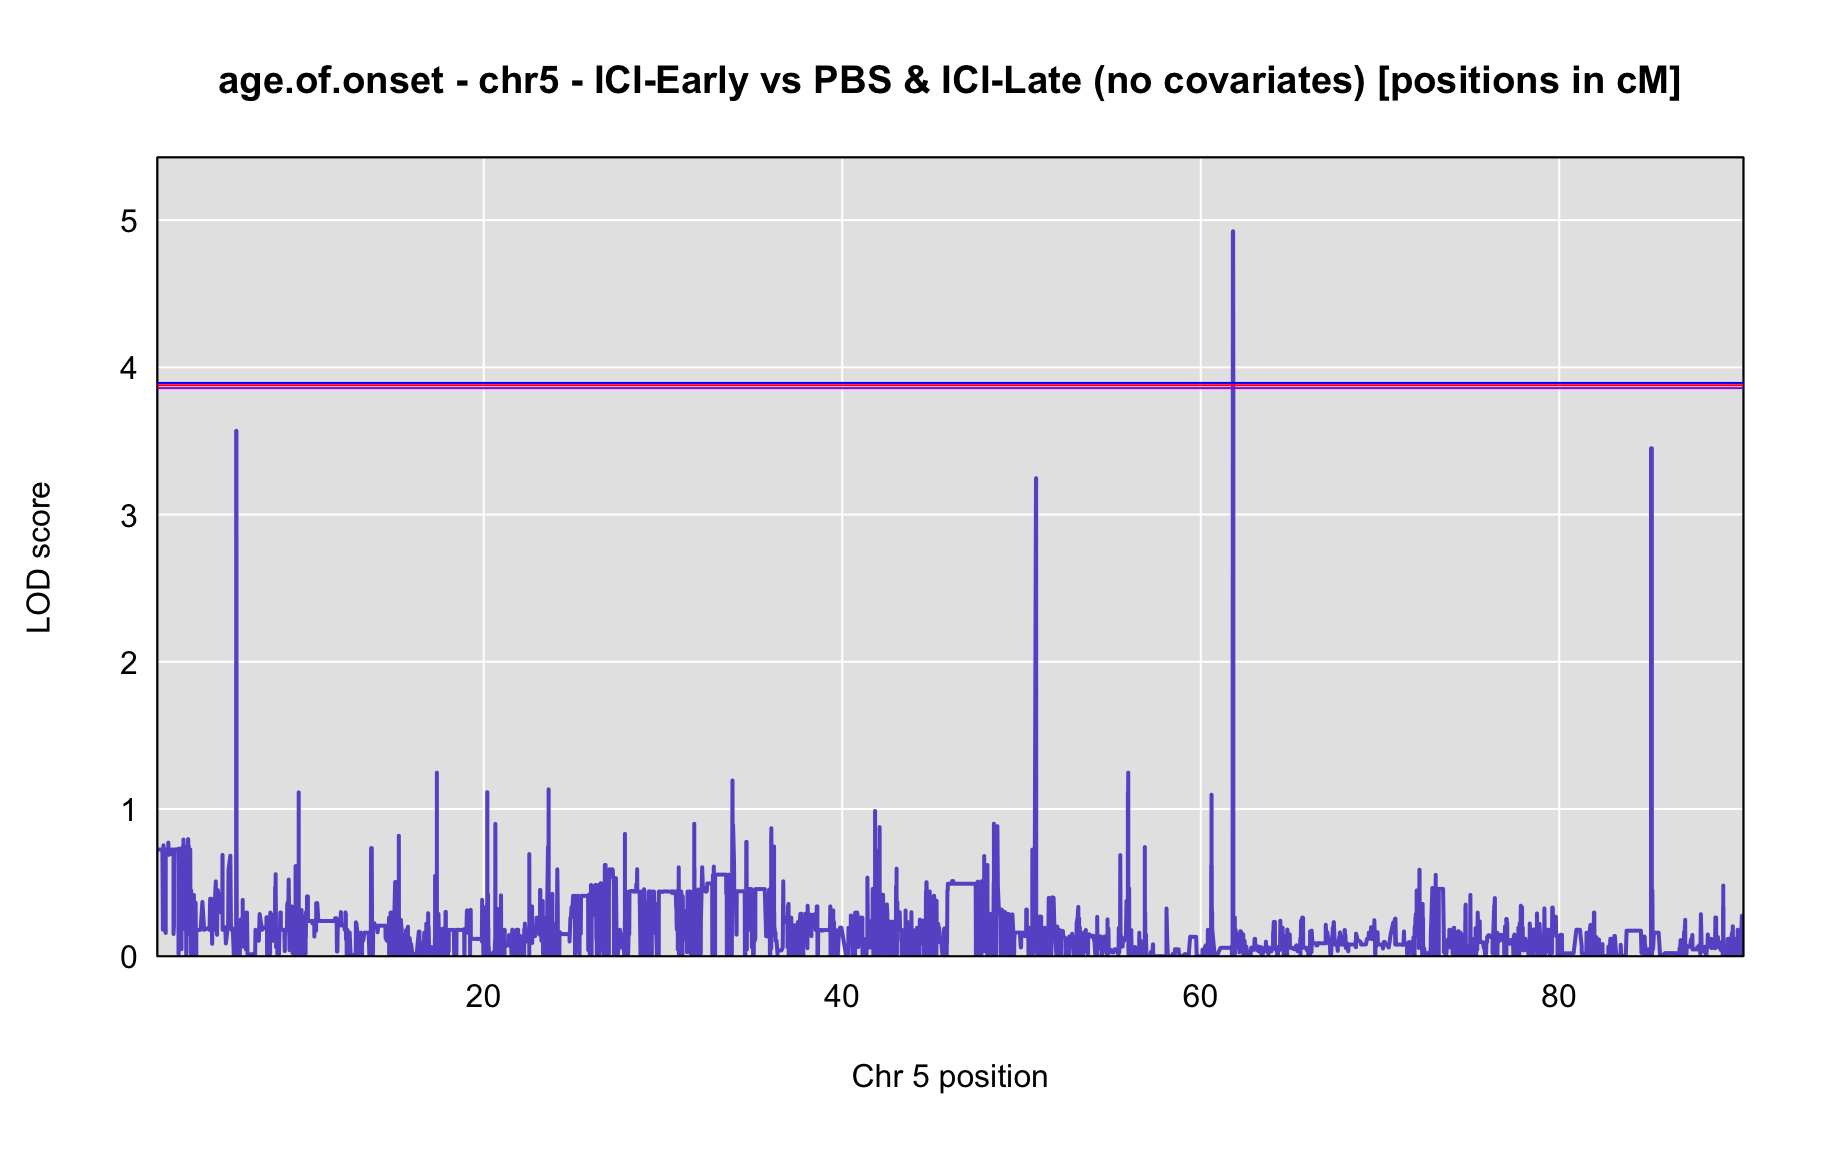 age.of.onset - chr5 - ICI-Early vs PBS & ICI-Late (no covariates) [positions in cM]
5
4
3
2
1
0
LOD score
20 40 60 80
Chr 5 position